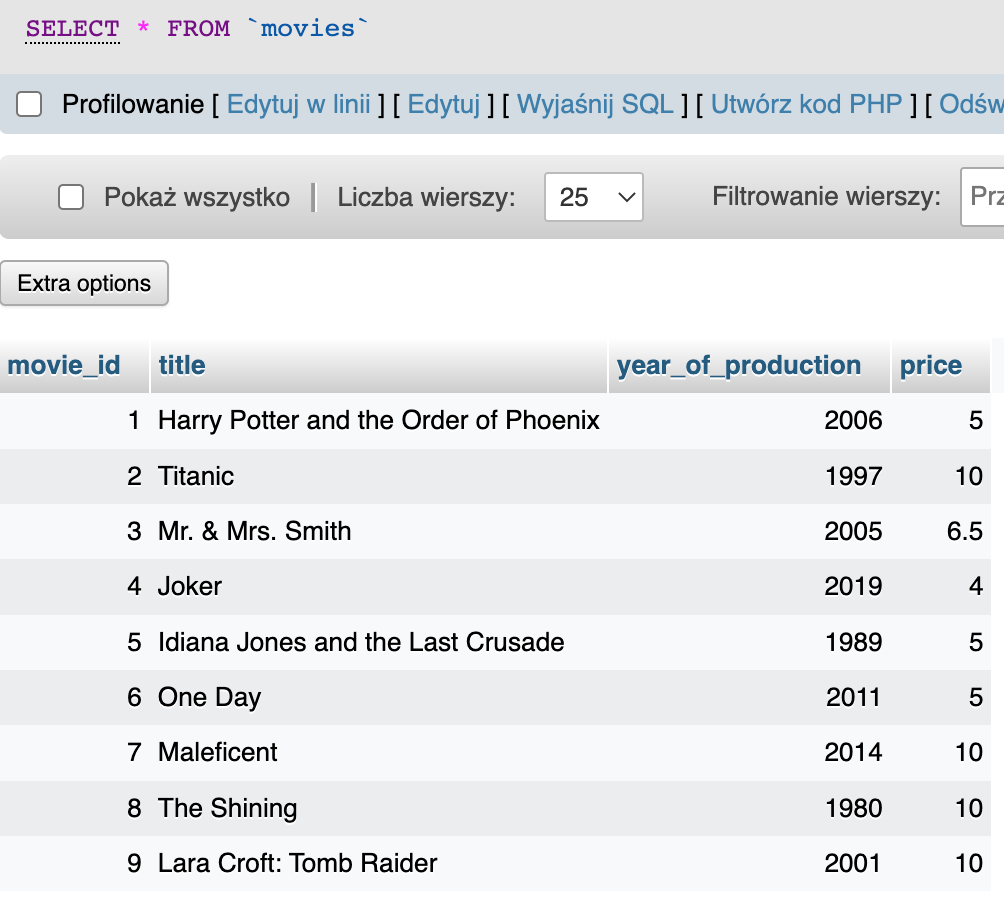 SELECT * FROM `movies`
Profilowanie [ Edytuj w linii ] [ Edytuj ] [ Wyjaśnij SQL ] [ Utwórz kod PHP ] [ Odśw
Pokaż wszystko | Liczba wierszy: 25 Filtrowanie wierszy: Prz
Extra options
movie_id title year_of_production price
1 Harry Potter and the Order of Phoenix 2006 5
2 Titanic 1997 10
3 Mr. & Mrs. Smith 2005 6.5
4 Joker 2019 4
5 Idiana Jones and the Last Crusade 1989 5
6 One Day 2011 5
7 Maleficent 2014 10
8 The Shining 1980 10
9 Lara Croft: Tomb Raider 2001 10